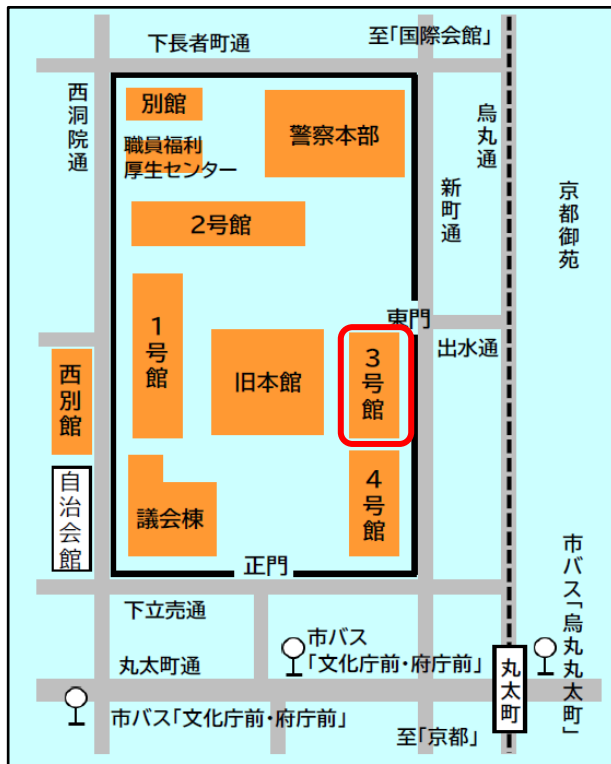 下長者町通
至「国際会館」
西洞院通
別館
職員福利
厚生センター
警察本部
烏丸通
新町通
京都御苑
2号館
東門
出水通
1号館
旧本館
3号館
西別館
自治会館
議会棟
4号館
正門
下立売通
市バス
「文化庁前・府庁前」
丸太町通
市バス「烏丸丸太町」
丸太町
市バス「文化庁前・府庁前」
至「京都」